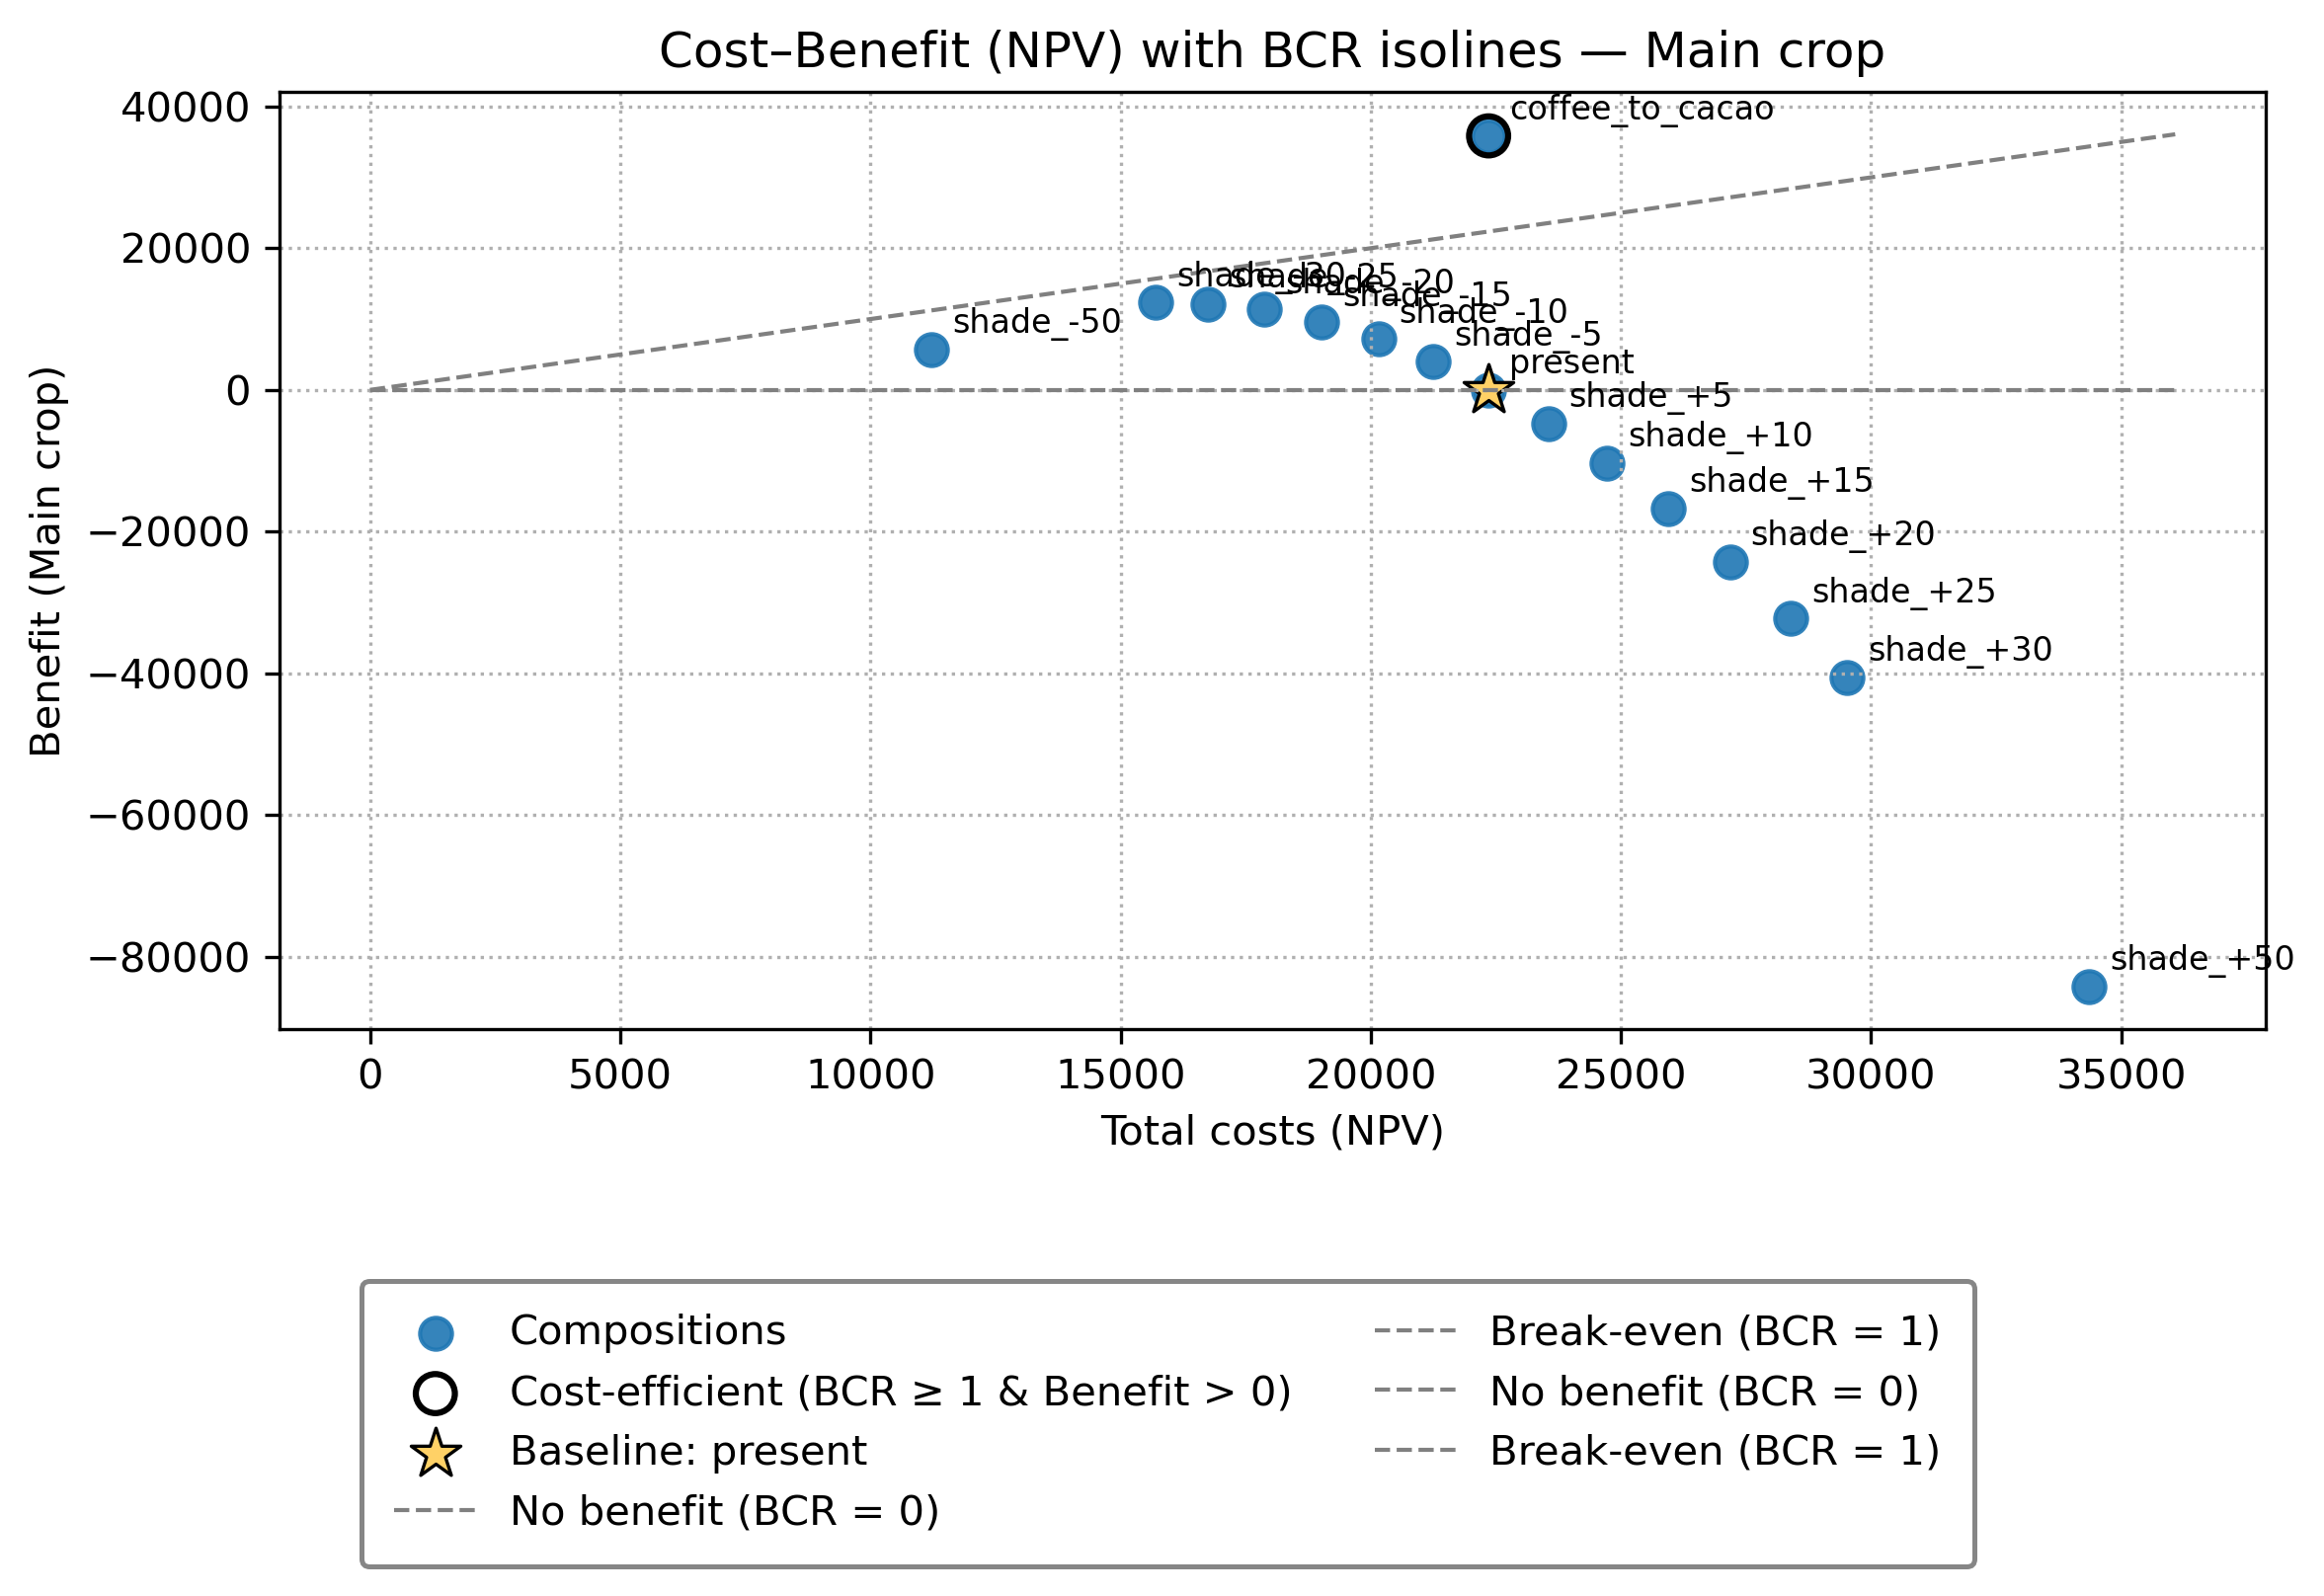 Cost–Benefit (NPV) with BCR isolines — Main crop
Benefit (Main crop)
40000
20000
0
−20000
−40000
−60000
−80000
coffee_to_cacao
shade_-50
shade_-30
shade_-25
shade_-20
shade_-15
shade_-10
shade_-5
present
shade_+5
shade_+10
shade_+15
shade_+20
shade_+25
shade_+30
shade_+50
0 5000 10000 15000 20000 25000 30000 35000
Total costs (NPV)
Compositions
Cost-efficient (BCR ≥ 1 & Benefit > 0)
Baseline: present
No benefit (BCR = 0)
Break-even (BCR = 1)
No benefit (BCR = 0)
Break-even (BCR = 1)